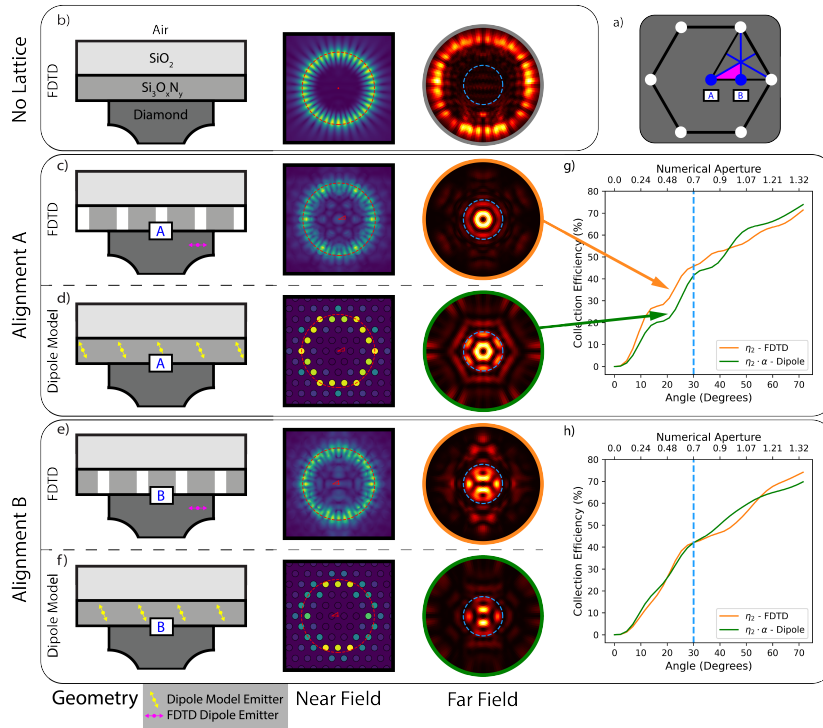 No Lattice
b)
FDTD
Air
SiO2
Si3OxNy
Diamond
a)
A
B
Alignment A
c)
FDTD
A
d)
Dipole Model
A
g)
Numerical Aperture
0.0 0.24 0.48 0.7 0.9 1.07 1.21 1.32
Collection Efficiency (%)
80
70
60
50
40
30
20
10
0
η2 - FDTD
η2 · α - Dipole
0 10 20 30 40 50 60 70
Angle (Degrees)
Alignment B
e)
FDTD
B
f)
Dipole Model
B
h)
Numerical Aperture
0.0 0.24 0.48 0.7 0.9 1.07 1.21 1.32
Collection Efficiency (%)
80
70
60
50
40
30
20
10
0
η2 - FDTD
η2 · α - Dipole
0 10 20 30 40 50 60 70
Angle (Degrees)
Geometry
Dipole Model Emitter
FDTD Dipole Emitter
Near Field
Far Field